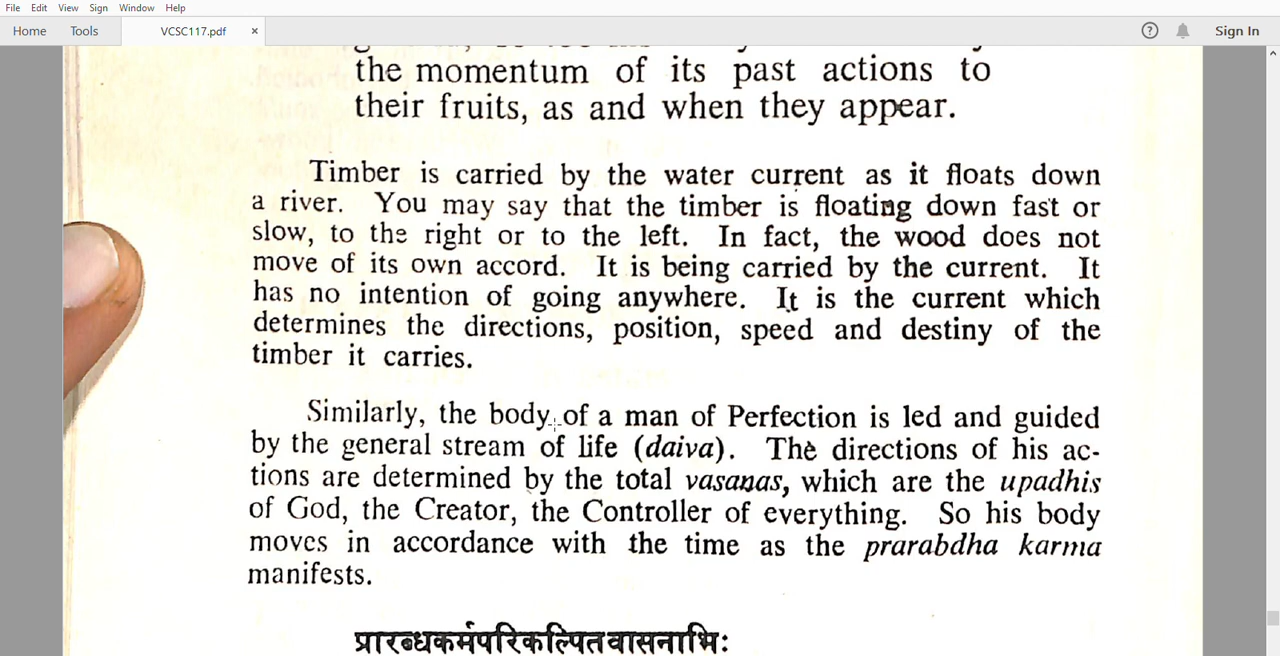 File Edit View Sign Window Help
Home Tools VCSC117.pdf × ? Sign In
the momentum of its past actions to
their fruits, as and when they appear.
Timber is carried by the water current as it floats down
a river. You may say that the timber is floating down fast or
slow, to the right or to the left. In fact, the wood does not
move of its own accord. It is being carried by the current. It
has no intention of going anywhere. It is the current which
determines the directions, position, speed and destiny of the
timber it carries.
Similarly, the body of a man of Perfection is led and guided
by the general stream of life (daiva). The directions of his ac-
tions are determined by the total vasanas, which are the upadhis
of God, the Creator, the Controller of everything. So his body
moves in accordance with the time as the prarabdha karma
manifests.
प्रारब्धकर्मपरिकल्पितवासनाभिः